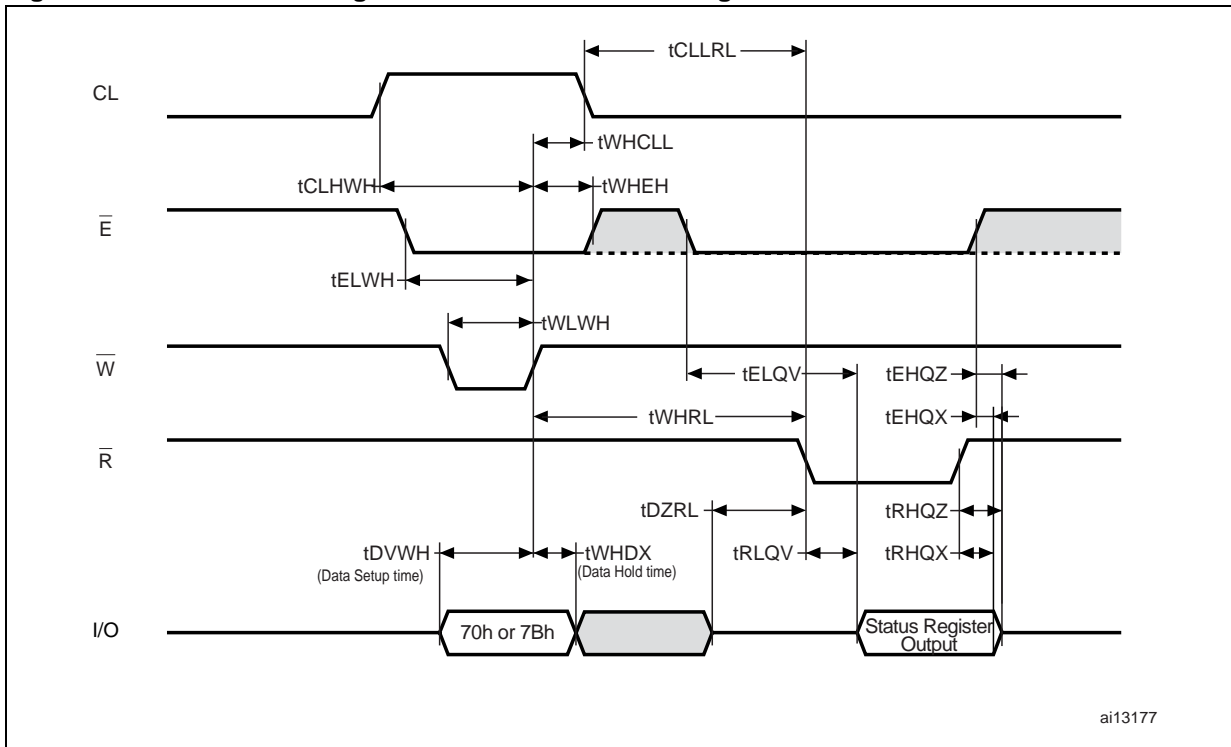 tCLLRL
CL
tWHCLL
tCLHWH
tWHEH
E
tELWH
tWLWH
W
tELQV
tEHQZ
tWHRL
tEHQX
R
tDZRL
tRHQZ
tDVWH
tWHDX
tRLQV
tRHQX
(Data Setup time)
(Data Hold time)
I/O
70h or 7Bh
Status Register
Output
ai13177